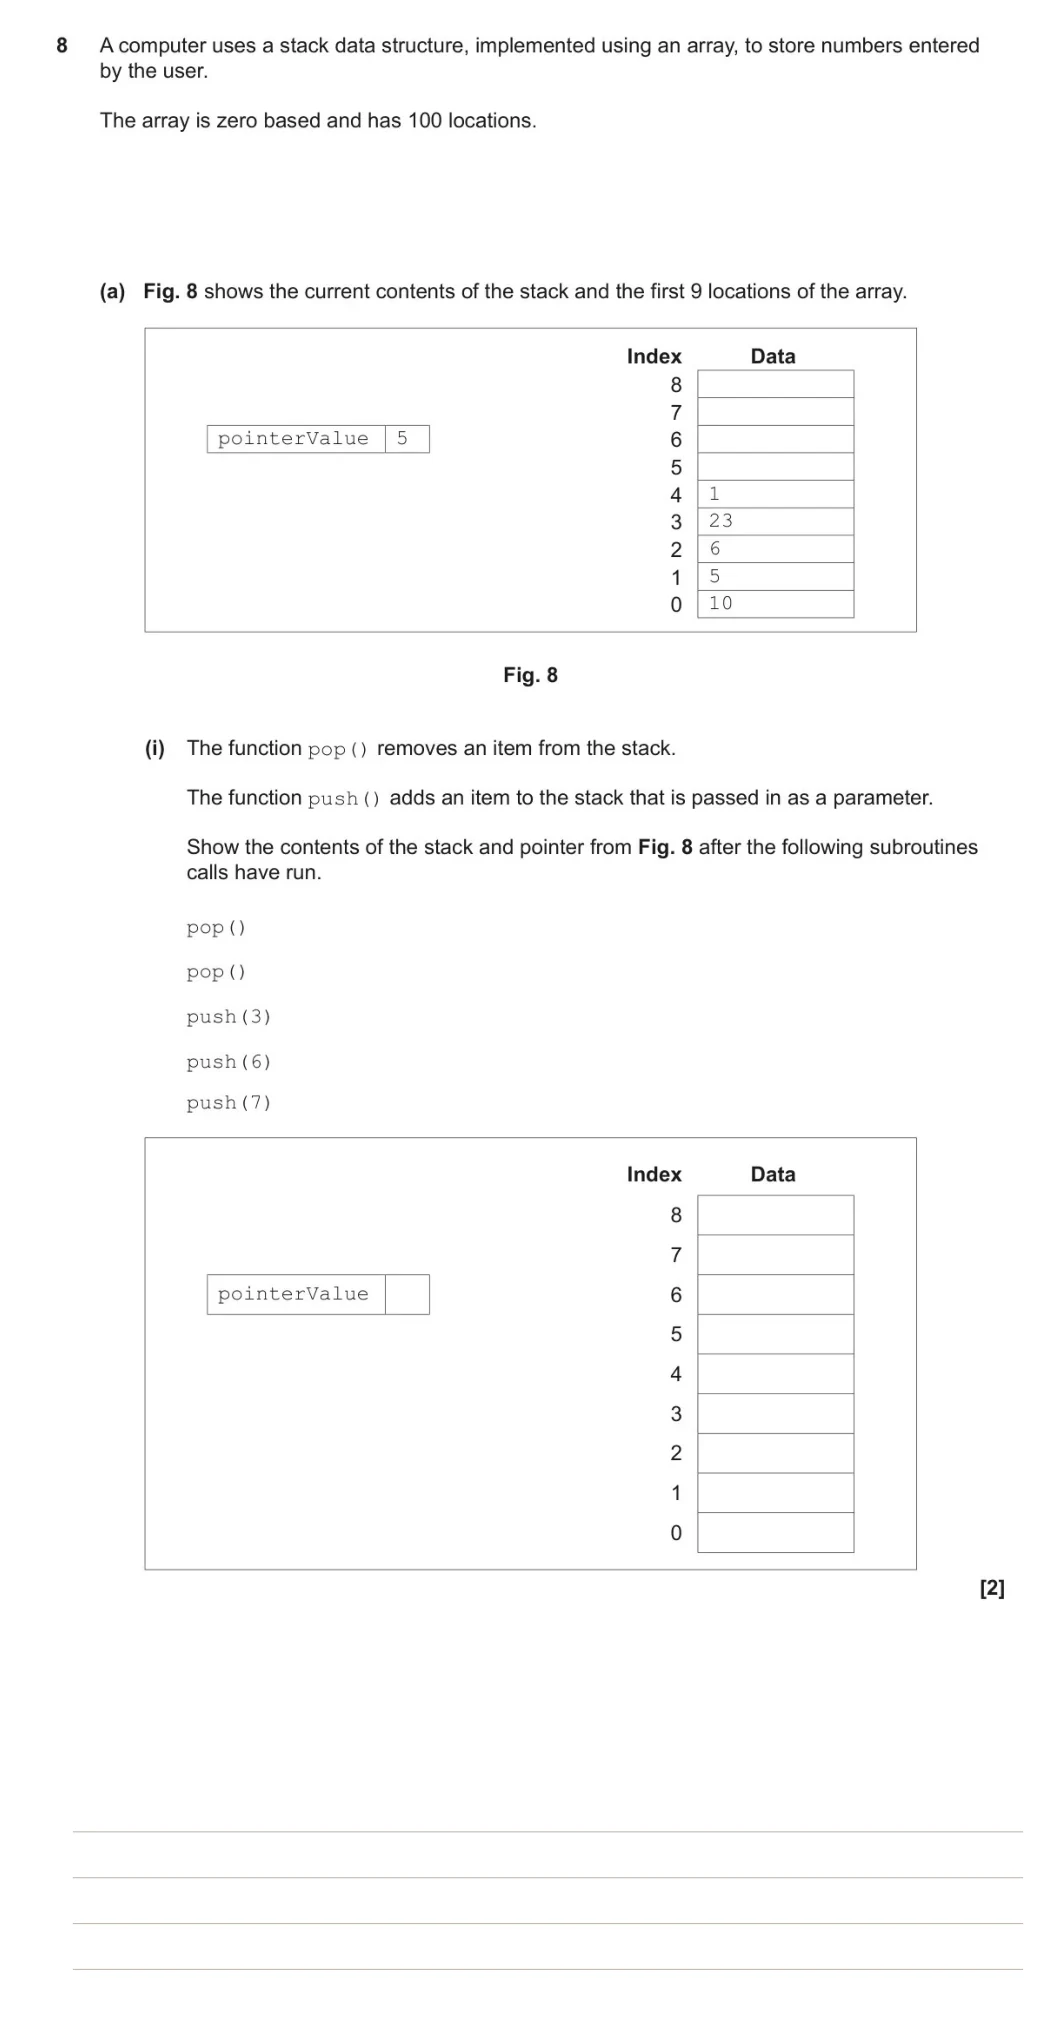 8 A computer uses a stack data structure, implemented using an array, to store numbers entered
by the user.
The array is zero based and has 100 locations.
(a) Fig. 8 shows the current contents of the stack and the first 9 locations of the array.
Index Data
8
7
pointerValue 5
6
5
4 1
3 23
2 6
1 5
0 10
Fig. 8
(i) The function pop() removes an item from the stack.
The function push() adds an item to the stack that is passed in as a parameter.
Show the contents of the stack and pointer from Fig. 8 after the following subroutines
calls have run.
pop()
pop()
push(3)
push(6)
push(7)
Index Data
8
7
pointerValue
6
5
4
3
2
1
0
[2]